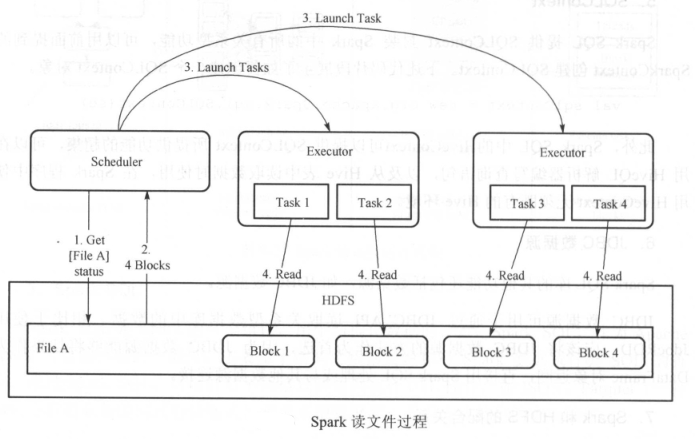 3. Launch Task
3. Launch Tasks
Scheduler
Executor
Executor
Task 1
Task 2
Task 3
Task 4
1. Get
[File A]
status
2.
4 Blocks
4. Read
4. Read
4. Read
4. Read
HDFS
File A
Block 1
Block 2
Block 3
Block 4
Spark 读文件过程